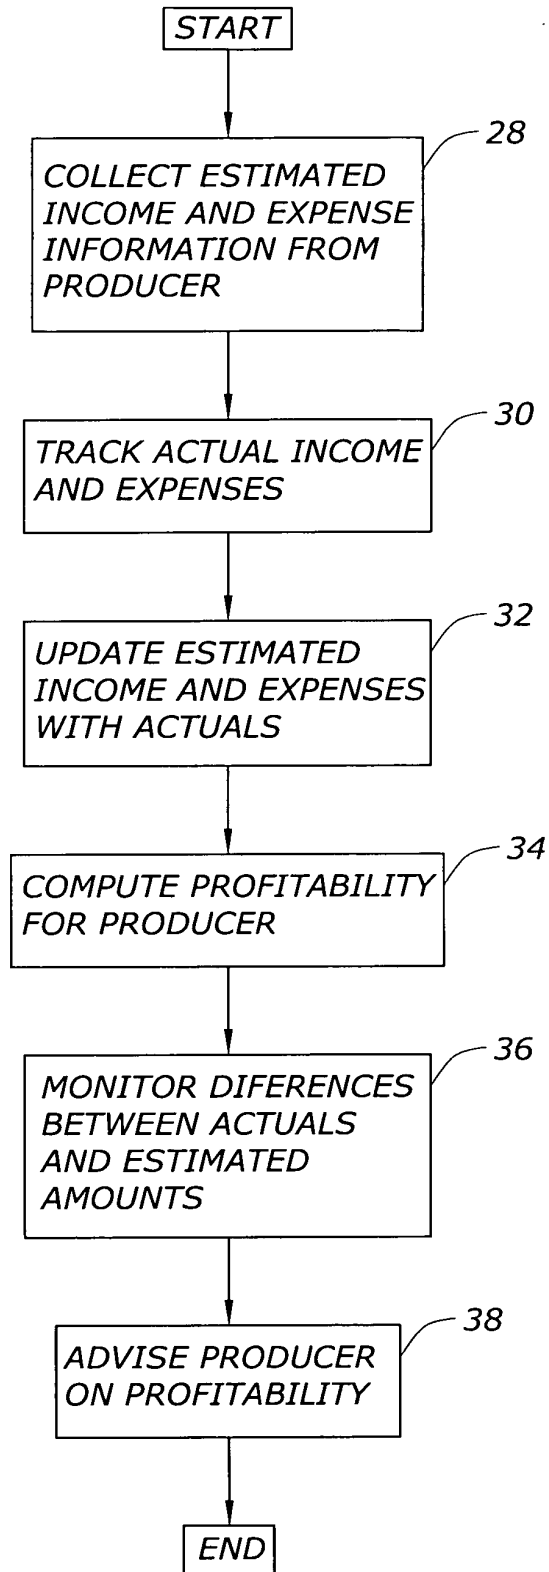 START
28
COLLECT ESTIMATED
INCOME AND EXPENSE
INFORMATION FROM
PRODUCER
30
TRACK ACTUAL INCOME
AND EXPENSES
32
UPDATE ESTIMATED
INCOME AND EXPENSES
WITH ACTUALS
34
COMPUTE PROFITABILITY
FOR PRODUCER
36
MONITOR DIFERENCES
BETWEEN ACTUALS
AND ESTIMATED
AMOUNTS
38
ADVISE PRODUCER
ON PROFITABILITY
END